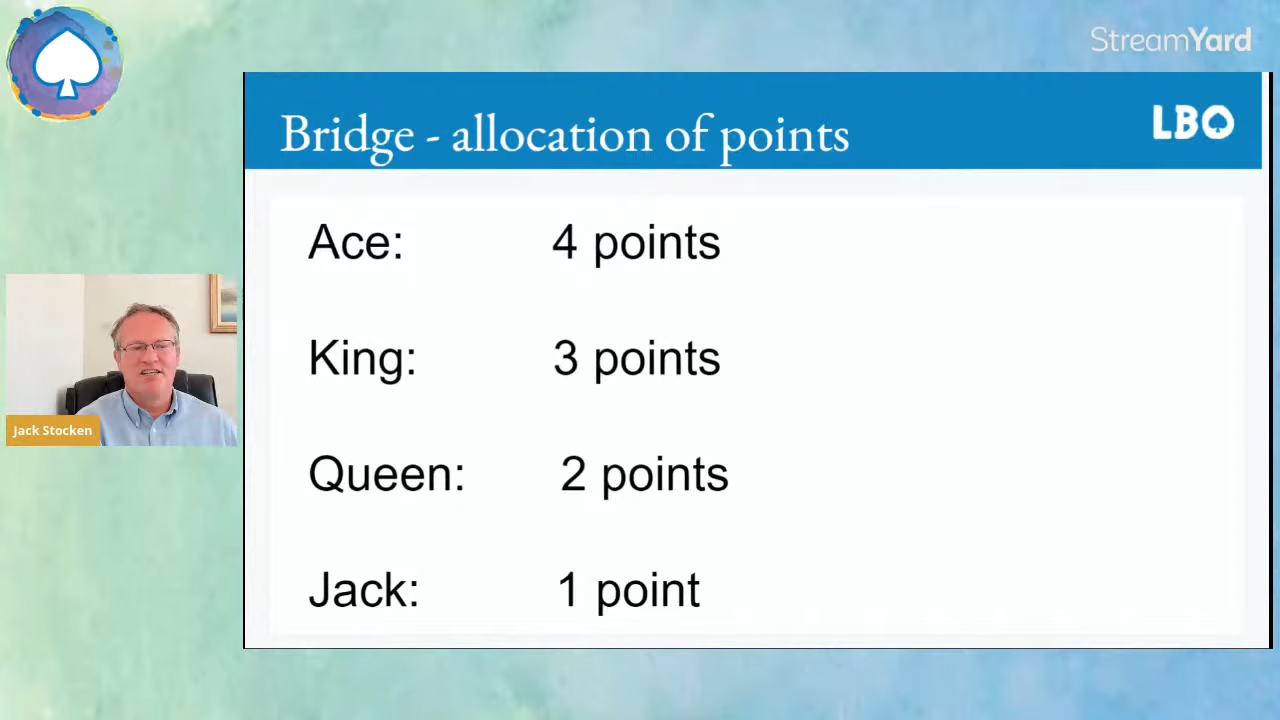 StreamYard
Bridge - allocation of points
LBO
Ace: 4 points
King: 3 points
Queen: 2 points
Jack: 1 point
Jack Stocken